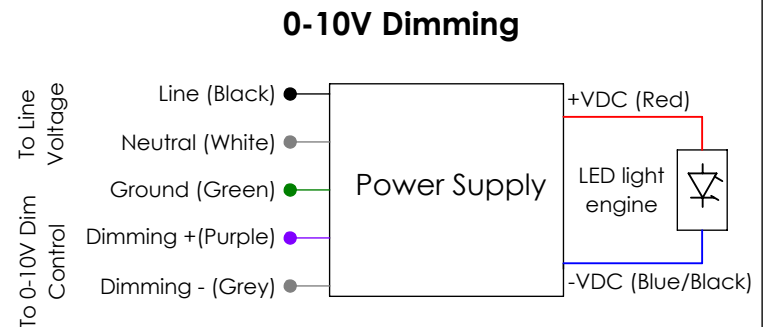 0-10V Dimming
To Line
Voltage
Line (Black)
Neutral (White)
Ground (Green)
To 0-10V Dim
Control
Dimming +(Purple)
Dimming - (Grey)
Power Supply
+VDC (Red)
LED light
engine
-VDC (Blue/Black)